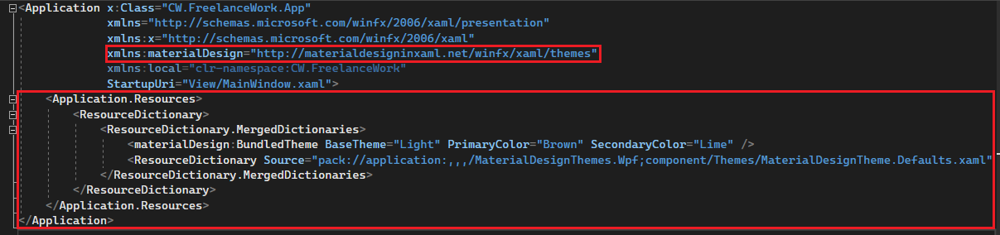 <Application x:Class="CW.FreelanceWork.App"
xmlns="http://schemas.microsoft.com/winfx/2006/xaml/presentation"
xmlns:x="http://schemas.microsoft.com/winfx/2006/xaml"
xmlns:materialDesign="http://materialdesigninxaml.net/winfx/xaml/themes"
xmlns:local="clr-namespace:CW.FreelanceWork"
StartupUri="View/MainWindow.xaml">
<Application.Resources>
<ResourceDictionary>
<ResourceDictionary.MergedDictionaries>
<materialDesign:BundledTheme BaseTheme="Light" PrimaryColor="Brown" SecondaryColor="Lime" />
<ResourceDictionary Source="pack://application:,,,/MaterialDesignThemes.Wpf;component/Themes/MaterialDesignTheme.Defaults.xaml"
</ResourceDictionary.MergedDictionaries>
</ResourceDictionary>
</Application.Resources>
</Application>